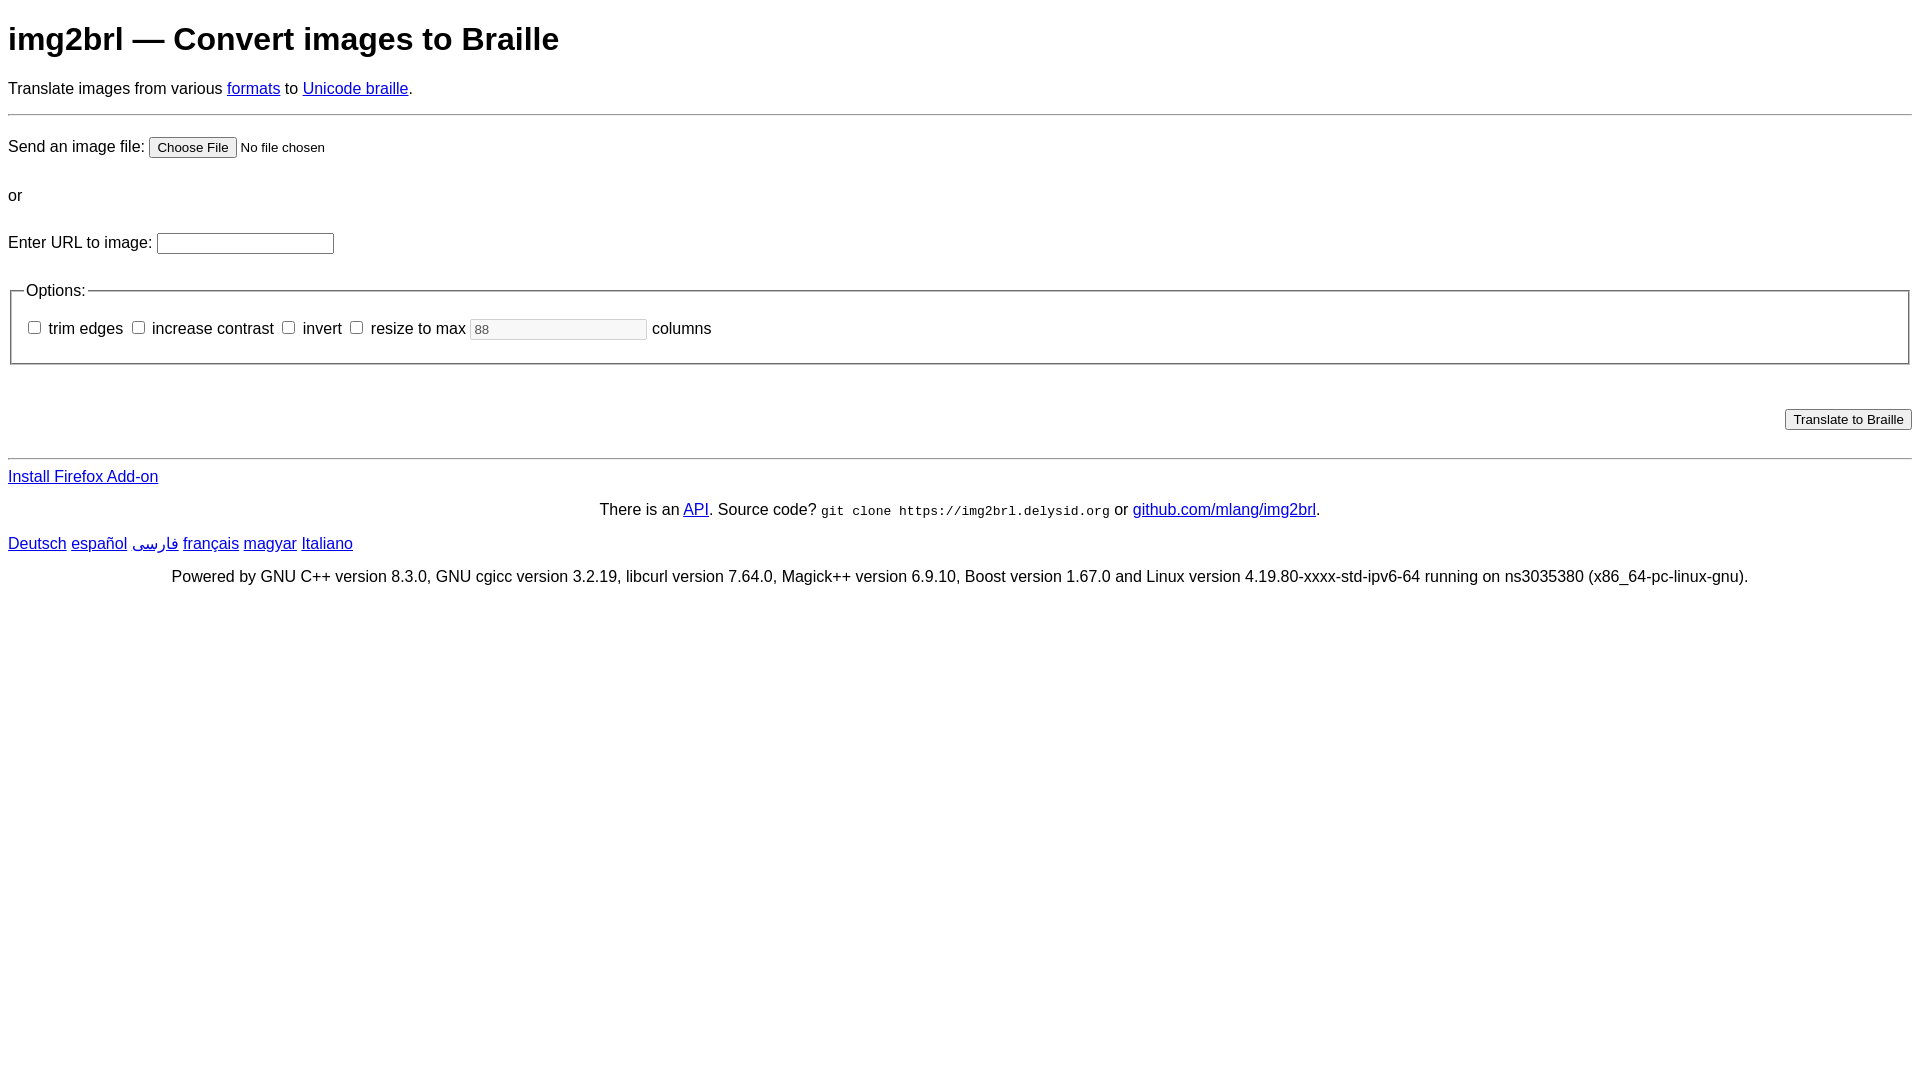 img2brl — Convert images to Braille
Translate images from various formats to Unicode braille.
Send an image file: Choose File No file chosen
or
Enter URL to image:
Options:
trim edges increase contrast invert resize to max 88 columns
Translate to Braille
Install Firefox Add-on
There is an API. Source code? git clone https://img2brl.delysid.org or github.com/mlang/img2brl.
Deutsch español فارسی français magyar Italiano
Powered by GNU C++ version 8.3.0, GNU cgicc version 3.2.19, libcurl version 7.64.0, Magick++ version 6.9.10, Boost version 1.67.0 and Linux version 4.19.80-xxxx-std-ipv6-64 running on ns3035380 (x86_64-pc-linux-gnu).